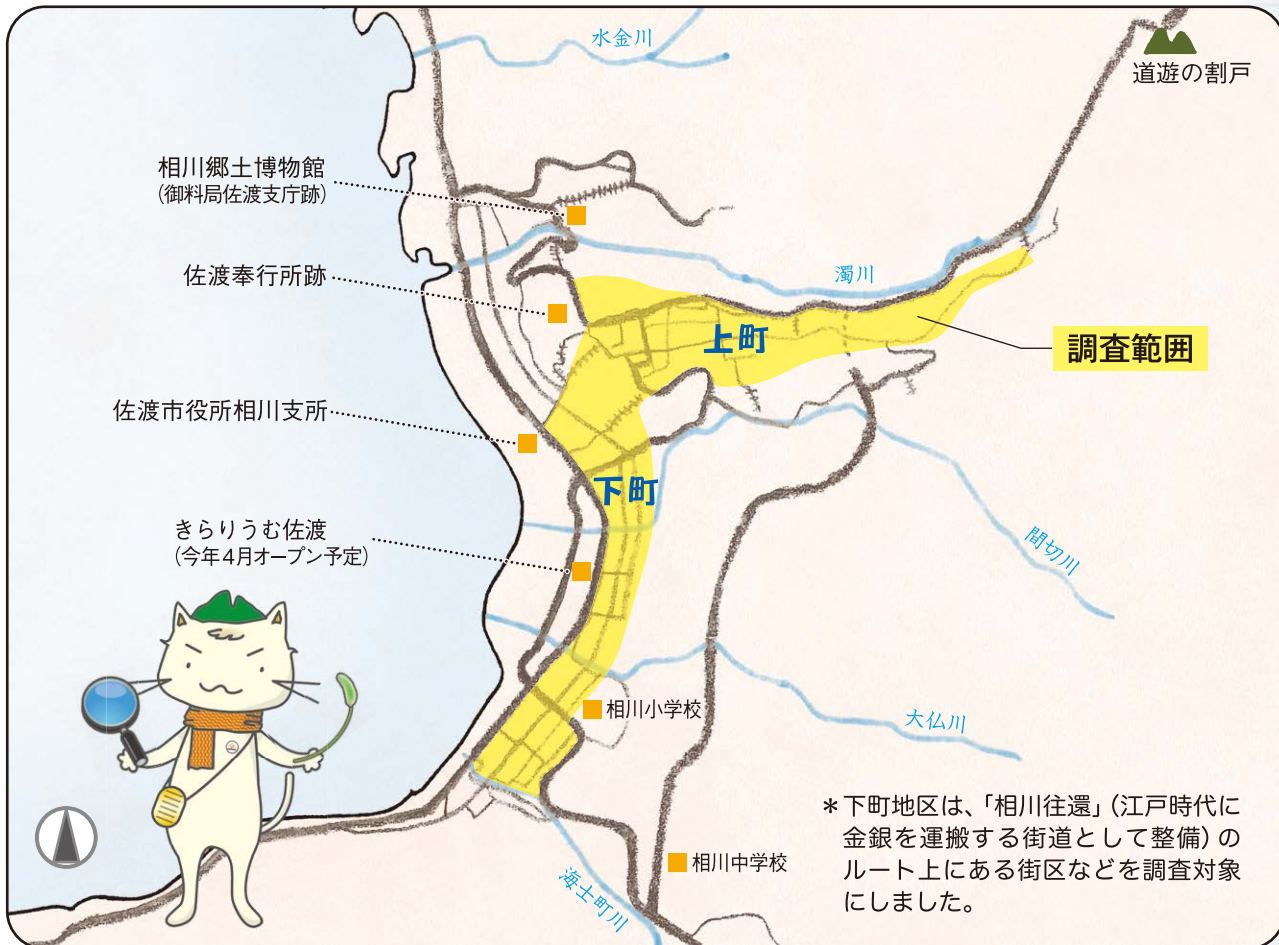 水金川
道遊の割戸
相川郷土博物館
(御料局佐渡支庁跡)
佐渡奉行所跡
濁川
上町
調査範囲
佐渡市役所相川支所
下町
きらりうむ佐渡
(今年4月オープン予定)
間切川
相川小学校
大仏川
*下町地区は、「相川往還」(江戸時代に
金銀を運搬する街道として整備)の
ルート上にある街区などを調査対象
にしました。
相川中学校
海士町川